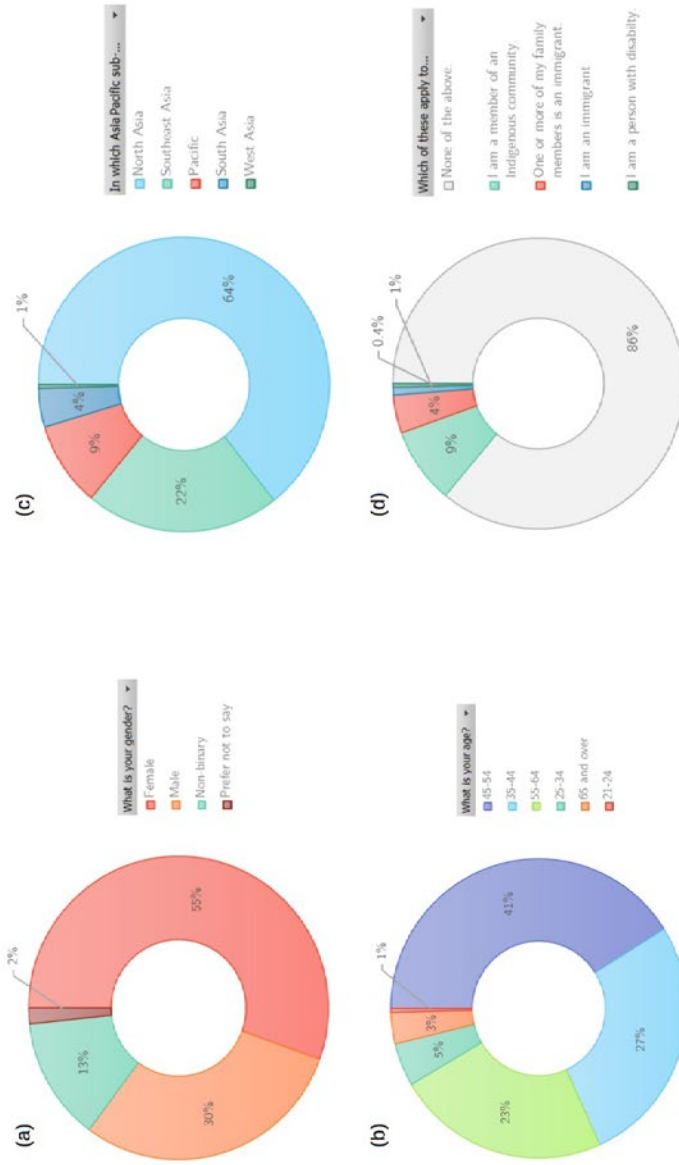 (a)
2%
13%
55%
30%
What is your gender?
Female
Male
Non-binary
Prefer not to say
(c)
1%
4%
9%
64%
22%
In which Asia Pacific sub-...
North Asia
Southeast Asia
Pacific
South Asia
West Asia
(b)
1%
3%
5%
41%
23%
27%
What is your age?
45-54
35-44
55-64
25-34
65 and over
21-24
(d)
0.4%
1%
4%
9%
86%
Which of these apply to...
None of the above.
I am a member of an
Indigenous community.
One or more of my family
members is an immigrant.
I am an immigrant
I am a person with disabilty.